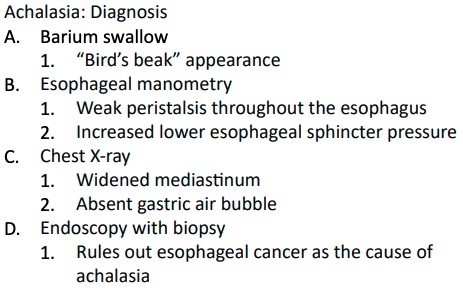 Achalasia: Diagnosis
A. Barium swallow
1. “Bird’s beak” appearance
B. Esophageal manometry
1. Weak peristalsis throughout the esophagus
2. Increased lower esophageal sphincter pressure
C. Chest X-ray
1. Widened mediastinum
2. Absent gastric air bubble
D. Endoscopy with biopsy
1. Rules out esophageal cancer as the cause of
achalasia